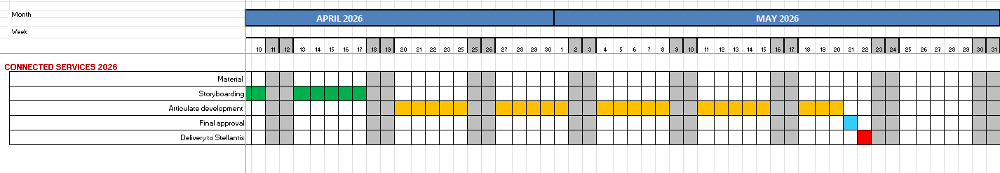 Month APRIL 2026 MAY 2026
Week
10 11 12 13 14 15 16 17 18 19 20 21 22 23 25 25 26 27 28 29 30 1 2 3 4 5 6 7 8 9 10 11 12 13 14 15 16 17 18 19 20 21 22 23 24 25 26 27 28 29 30 31
CONNECTED SERVICES 2026
Material
Storyboarding
Articulate development
Final approval
Delivery to Stellantis